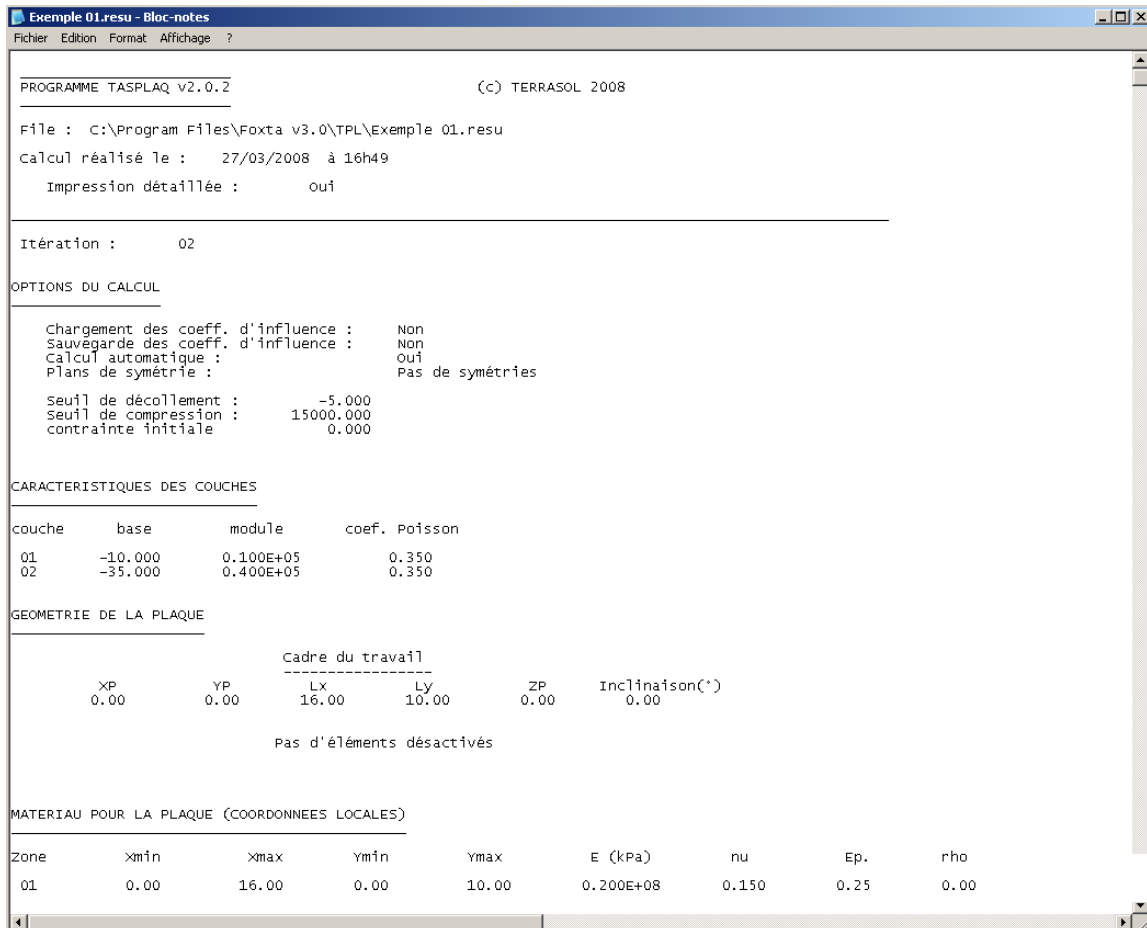 Exemple 01.resu - Bloc-notes
Fichier Edition Format Affichage ?
PROGRAMME TASPLAQ v2.0.2 (c) TERRASOL 2008
File : C:\Program Files\Foxta v3.0\TPL\Exemple 01.resu
Calcul réalisé le : 27/03/2008 à 16h49
Impression détaillée : Oui
Itération : 02
OPTIONS DU CALCUL
Chargement des coeff. d'influence : Non
Sauvegarde des coeff. d'influence : Non
Calcul automatique : Oui
Plans de symétrie : Pas de symétries
Seuil de décollement : -5.000
Seuil de compression : 15000.000
contrainte initiale 0.000
CARACTERISTIQUES DES COUCHES
couche base module coef. Poisson
01 -10.000 0.100E+05 0.350
02 -35.000 0.400E+05 0.350
GEOMETRIE DE LA PLAQUE
Cadre du travail
-----------------
XP YP Lx Ly ZP Inclinaison(°)
0.00 0.00 16.00 10.00 0.00 0.00
Pas d'éléments désactivés
MATERIAU POUR LA PLAQUE (COORDONNEES LOCALES)
Zone Xmin Xmax Ymin Ymax E (kPa) nu Ep. rho
01 0.00 16.00 0.00 10.00 0.200E+08 0.150 0.25 0.00